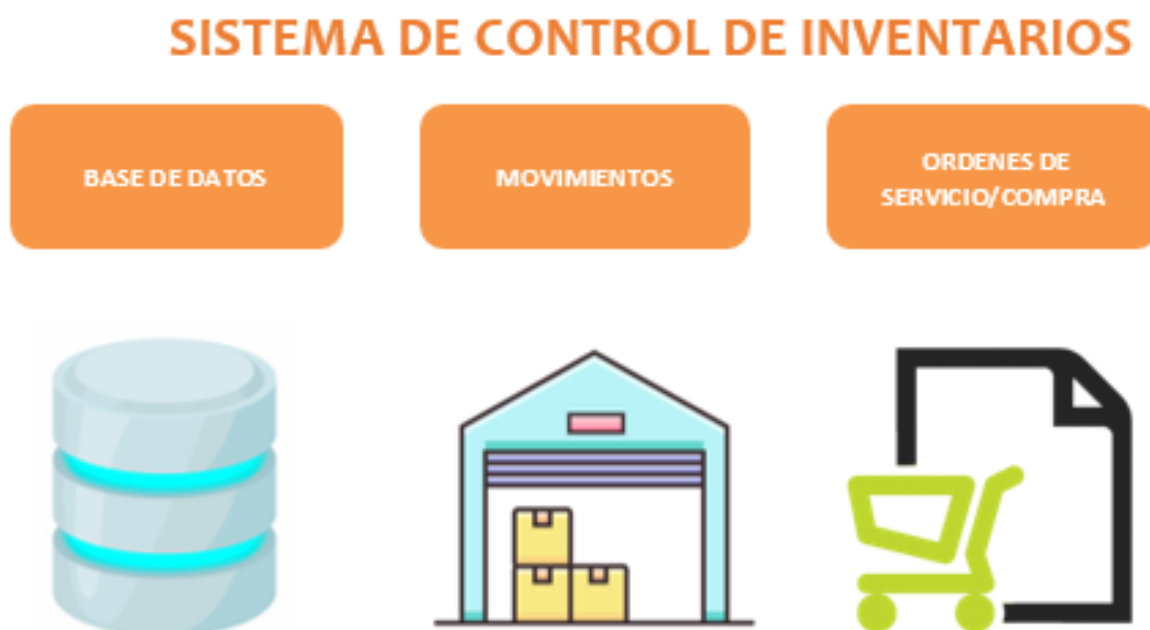 SISTEMA DE CONTROL DE INVENTARIOS
BASE DE DATOS
MOVIMIENTOS
ORDENES DE
SERVICIO/COMPRA